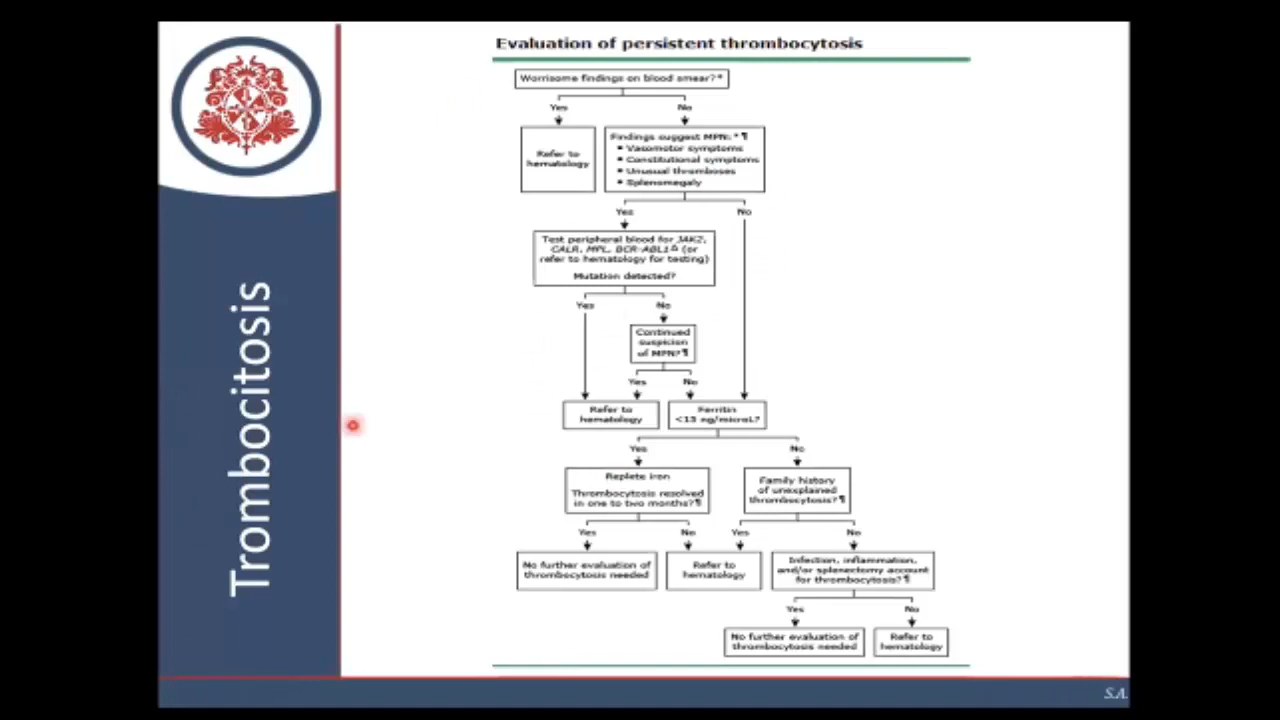 Evaluation of persistent thrombocytosis
Worrisome findings on blood smear?*
Yes
No
Refer to
hematology
Findings suggest MPN:*¶
▪ Vasomotor symptoms
▪ Constitutional symptoms
▪ Unusual thromboses
▪ Splenomegaly
Yes
No
Test peripheral blood for JAK2,
CALR, MPL, BCR-ABL1Δ (or
refer to hematology for testing)
Mutation detected?
Yes
No
Continued
suspicion
of MPN?¶
Yes
No
Refer to
hematology
Ferritin
<15 ng/microL?
Yes
No
Replete iron
Thrombocytosis resolved
in one to two months?¶
Family history
of unexplained
thrombocytosis?¶
Yes
No
Yes
No
No further evaluation of
thrombocytosis needed
Refer to
hematology
Infection, inflammation,
and/or splenectomy account
for thrombocytosis?¶
Yes
No
No further evaluation of
thrombocytosis needed
Refer to
hematology
Trombocitosis
S.A.